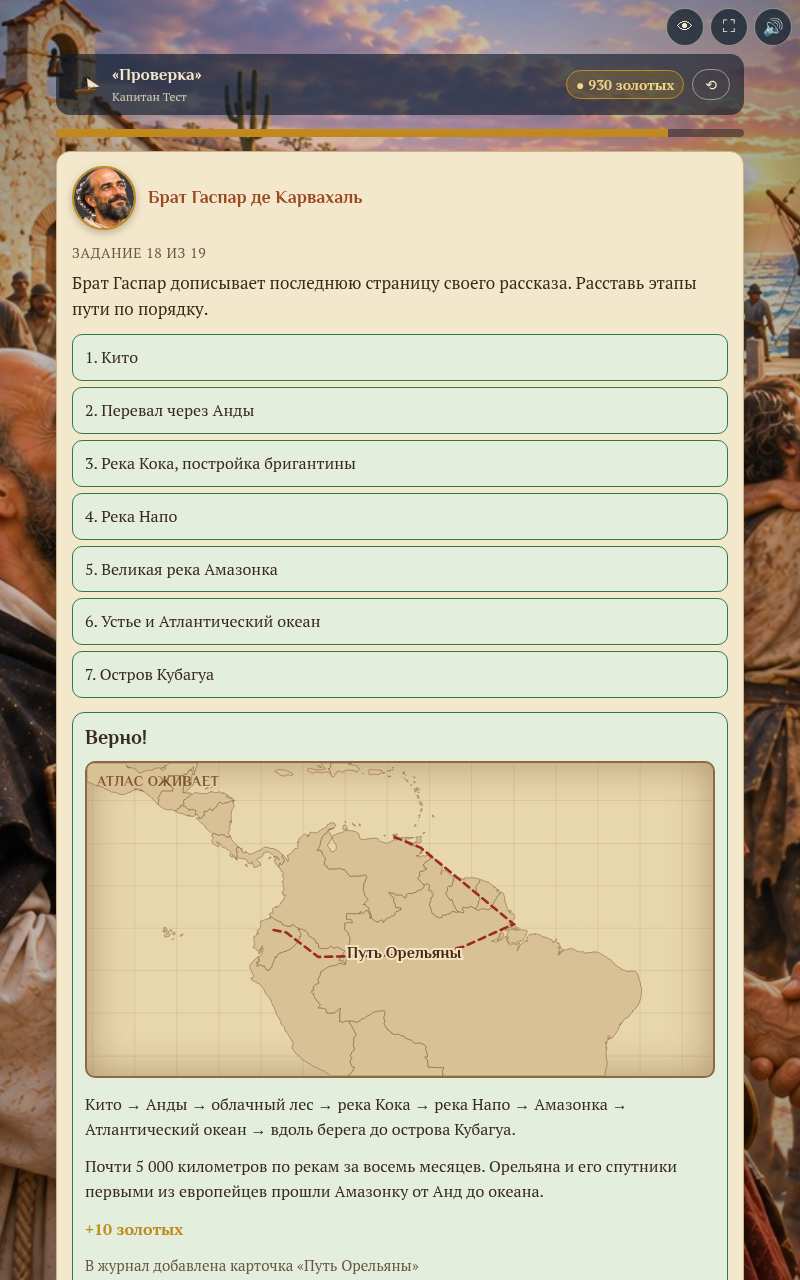 «Проверка»
Капитан Тест
● 930 золотых
Брат Гаспар де Карвахаль
ЗАДАНИЕ 18 ИЗ 19
Брат Гаспар дописывает последнюю страницу своего рассказа. Расставь этапы
пути по порядку.
1. Кито
2. Перевал через Анды
3. Река Кока, постройка бригантины
4. Река Напо
5. Великая река Амазонка
6. Устье и Атлантический океан
7. Остров Кубагуа
Верно!
АТЛАС ОЖИВАЕТ
Путь Орельяны
Кито → Анды → облачный лес → река Кока → река Напо → Амазонка →
Атлантический океан → вдоль берега до острова Кубагуа.
Почти 5 000 километров по рекам за восемь месяцев. Орельяна и его спутники
первыми из европейцев прошли Амазонку от Анд до океана.
+10 золотых
В журнал добавлена карточка «Путь Орельяны»